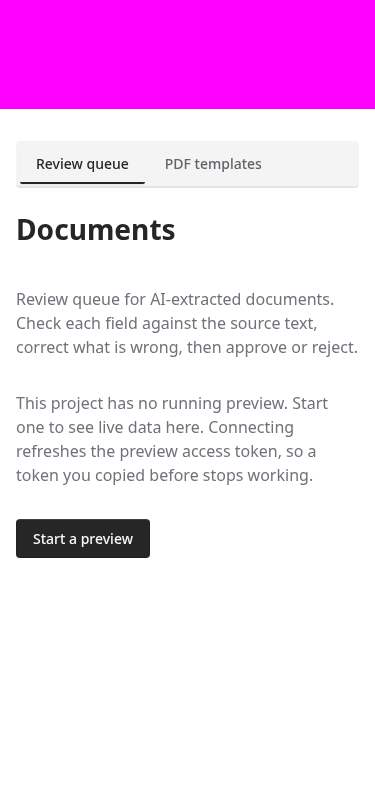 Review queue
PDF templates
Documents
Review queue for AI-extracted documents.
Check each field against the source text,
correct what is wrong, then approve or reject.
This project has no running preview. Start
one to see live data here. Connecting
refreshes the preview access token, so a
token you copied before stops working.
Start a preview